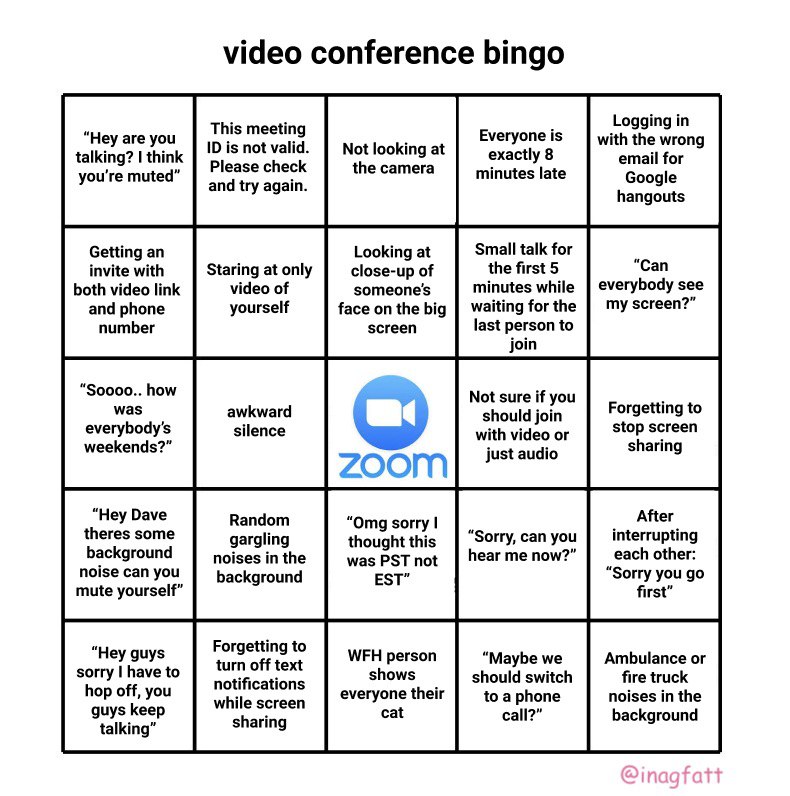 video conference bingo
“Hey are you
talking? I think
you’re muted”
This meeting
ID is not valid.
Please check
and try again.
Not looking at
the camera
Everyone is
exactly 8
minutes late
Logging in
with the wrong
email for
Google
hangouts
Getting an
invite with
both video link
and phone
number
Staring at only
video of
yourself
Looking at
close-up of
someone’s
face on the big
screen
Small talk for
the first 5
minutes while
waiting for the
last person to
join
“Can
everybody see
my screen?”
“Soooo.. how
was
everybody’s
weekends?”
awkward
silence
zoom
Not sure if you
should join
with video or
just audio
Forgetting to
stop screen
sharing
“Hey Dave
theres some
background
noise can you
mute yourself”
Random
gargling
noises in the
background
“Omg sorry I
thought this
was PST not
EST”
“Sorry, can you
hear me now?”
After
interrupting
each other:
“Sorry you go
first”
“Hey guys
sorry I have to
hop off, you
guys keep
talking”
Forgetting to
turn off text
notifications
while screen
sharing
WFH person
shows
everyone their
cat
“Maybe we
should switch
to a phone
call?”
Ambulance or
fire truck
noises in the
background
@inagfatt